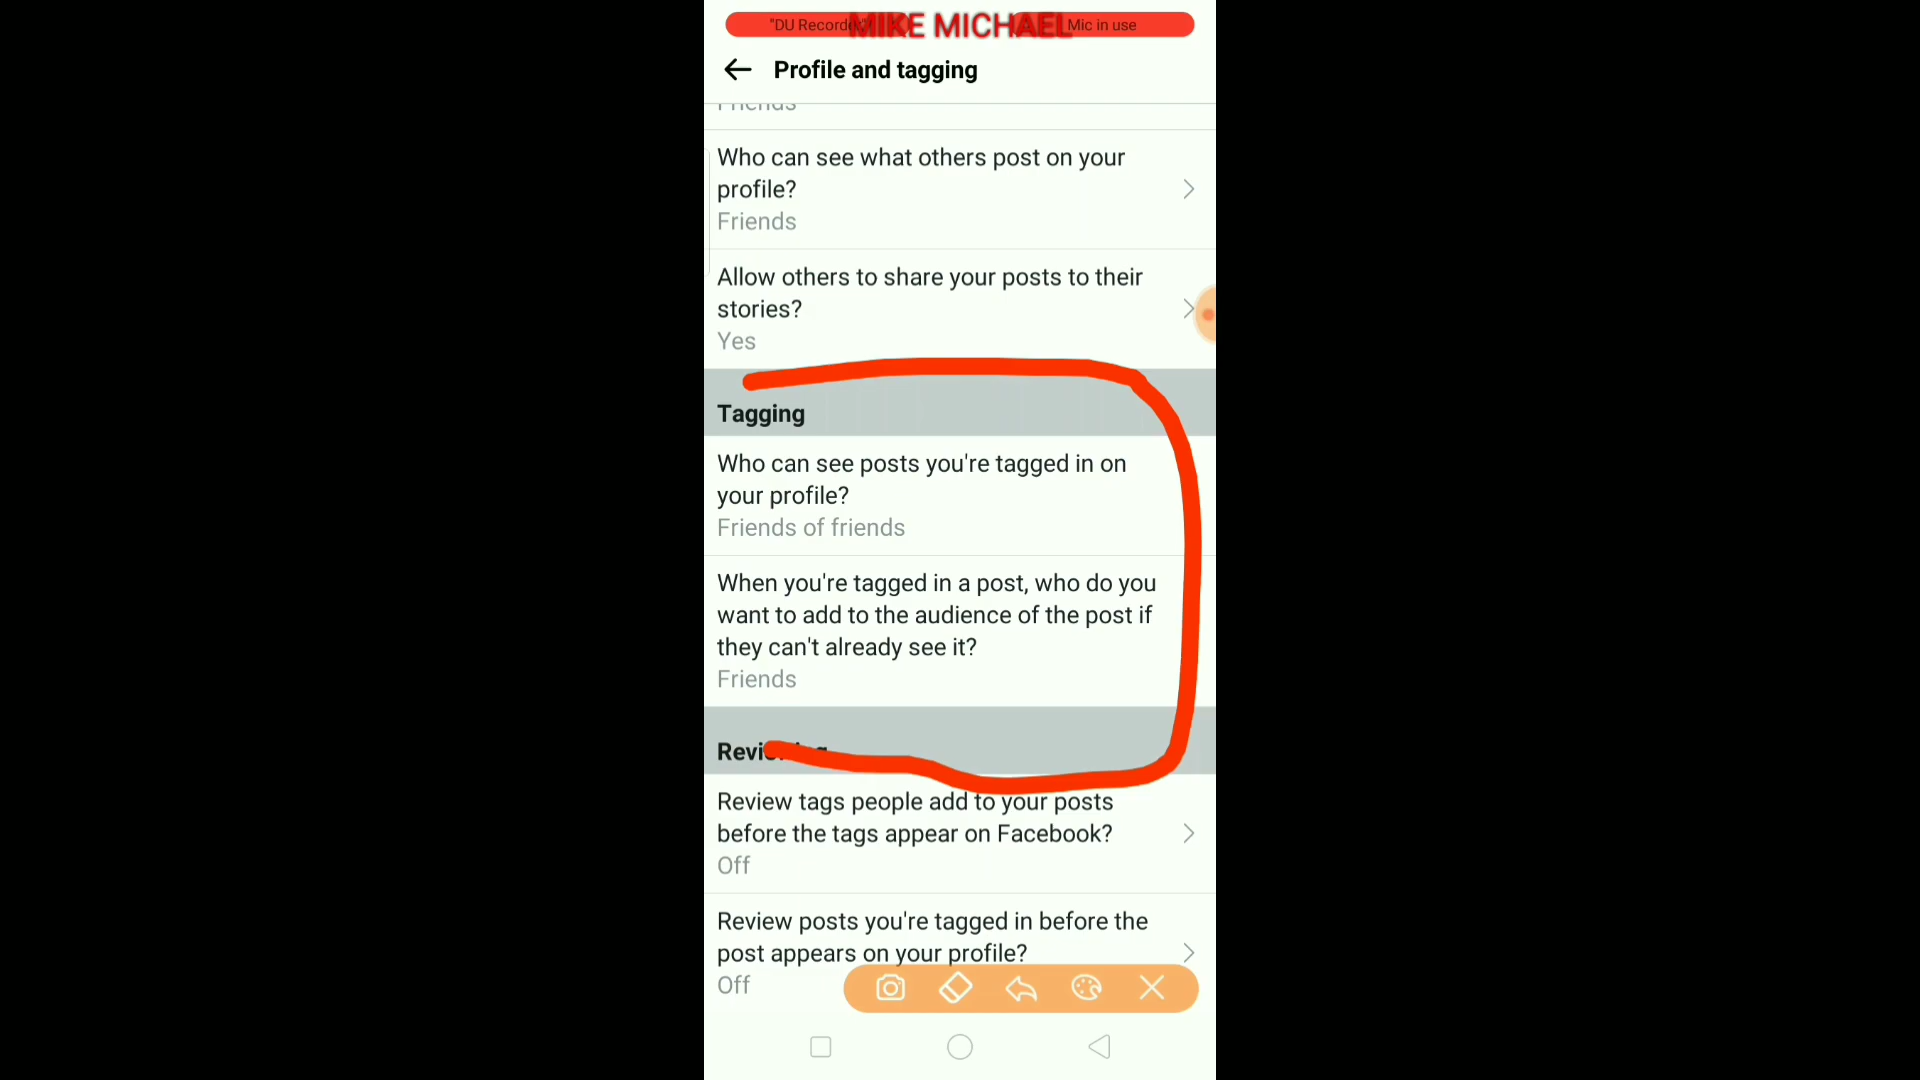 "DU Recorder"
MIKE MICHAEL
Mic in use
Profile and tagging
Friends
Who can see what others post on your
profile?
Friends
Allow others to share your posts to their
stories?
Yes
Tagging
Who can see posts you're tagged in on
your profile?
Friends of friends
When you're tagged in a post, who do you
want to add to the audience of the post if
they can't already see it?
Friends
Reviewing
Review tags people add to your posts
before the tags appear on Facebook?
Off
Review posts you're tagged in before the
post appears on your profile?
Off